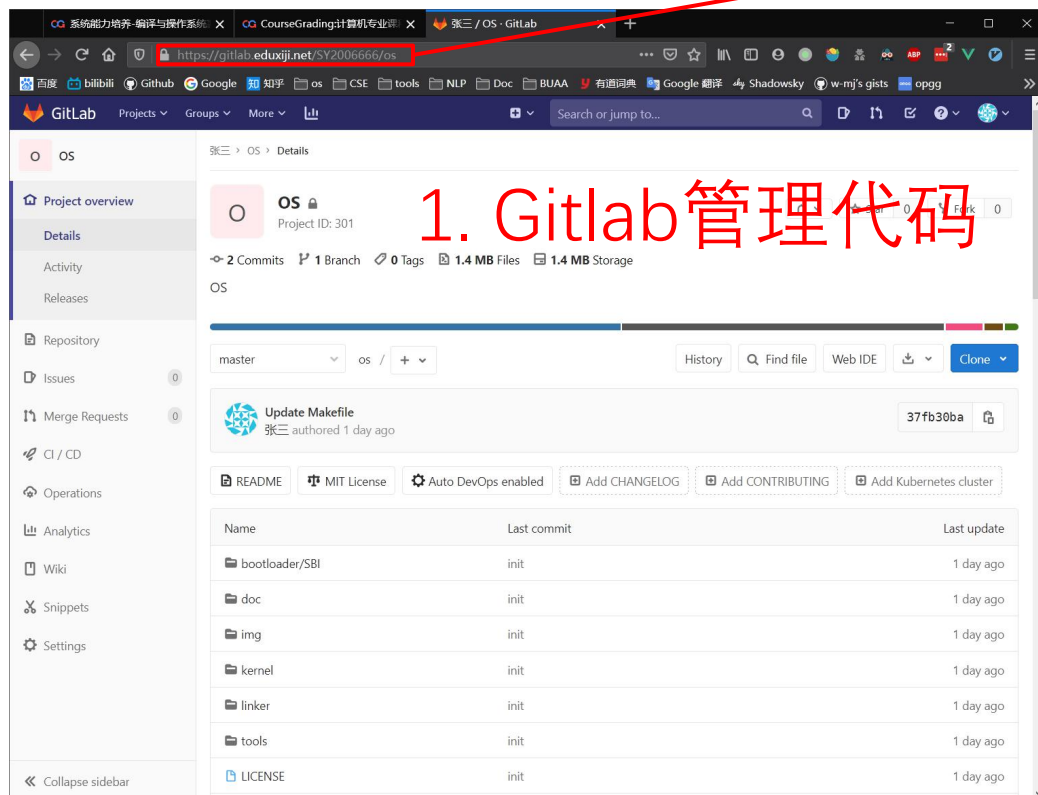 系统能力培养-编译与操作系统
CourseGrading:计算机专业课
张三 / OS · GitLab
https://gitlab.eduxiji.net/SY2006666/os
ABP
2
百度 bilibili Github Google 知 知乎 os CSE tools NLP Doc BUAA 有道词典 Google 翻译 Shadowsky w-mj's gists opgg
GitLab Projects Groups More Search or jump to...
O OS
张三 > OS > Details
Project overview
Details
Activity
Releases
Repository
Issues 0
Merge Requests 0
CI / CD
Operations
Analytics
Wiki
Snippets
Settings
Collapse sidebar
O OS
Project ID: 301
1. Gitlab管理代码
Star 0 Fork 0
2 Commits 1 Branch 0 Tags 1.4 MB Files 1.4 MB Storage
OS
master os / + History Find file Web IDE Clone
Update Makefile
张三 authored 1 day ago
37fb30ba
README MIT License Auto DevOps enabled Add CHANGELOG Add CONTRIBUTING Add Kubernetes cluster
Name Last commit Last update
bootloader/SBI init 1 day ago
doc init 1 day ago
img init 1 day ago
kernel init 1 day ago
linker init 1 day ago
tools init 1 day ago
LICENSE init 1 day ago